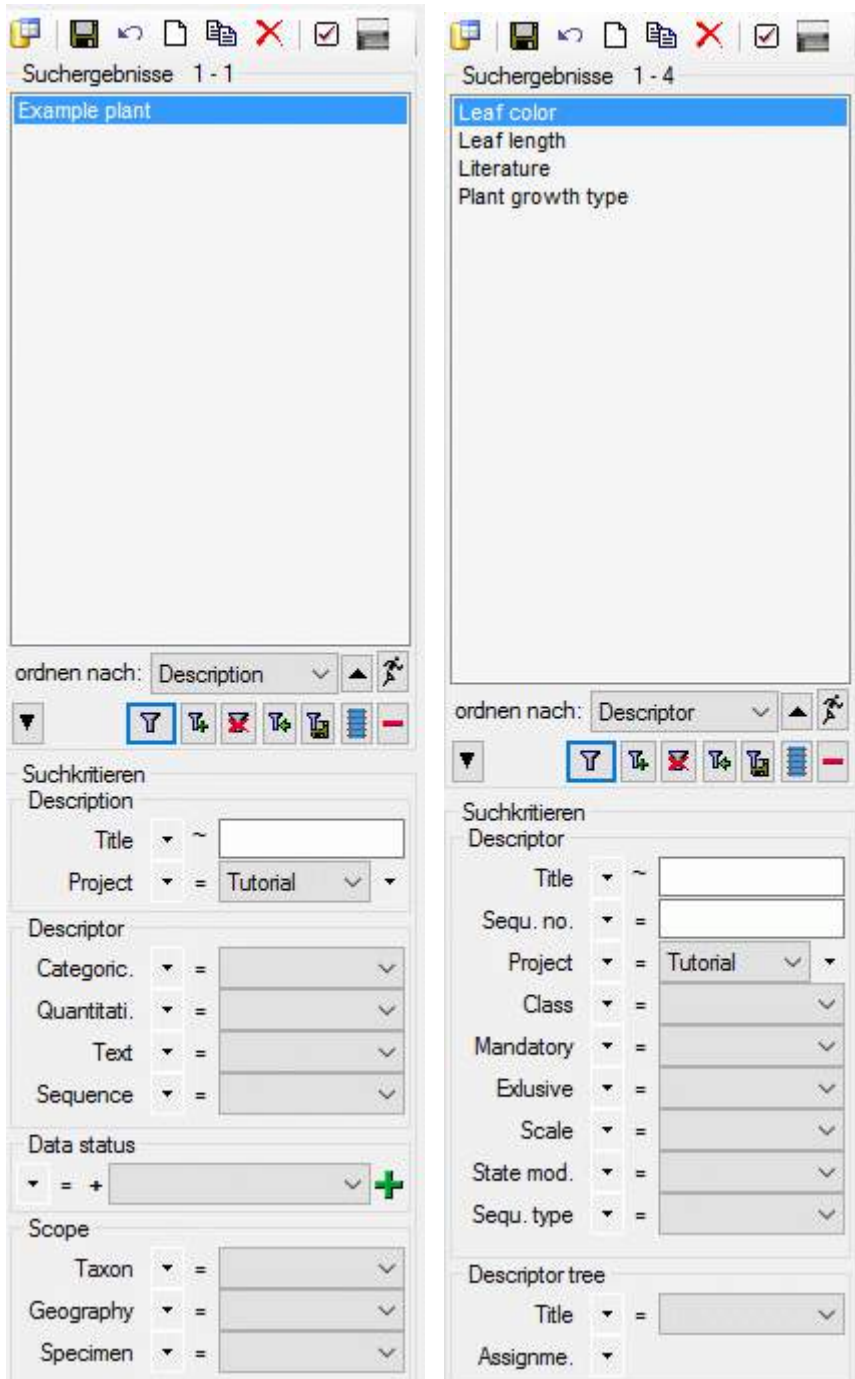 Suchergebnisse 1 - 1
Example plant
ordnen nach: Description
Suchkritieren
Description
Title ~
Project = Tutorial
Descriptor
Categoric. =
Quantitati. =
Text =
Sequence =
Data status
= +
Scope
Taxon =
Geography =
Specimen =
Suchergebnisse 1 - 4
Leaf color
Leaf length
Literature
Plant growth type
ordnen nach: Descriptor
Suchkritieren
Descriptor
Title ~
Sequ. no. =
Project = Tutorial
Class =
Mandatory =
Exlusive =
Scale =
State mod. =
Sequ. type =
Descriptor tree
Title =
Assignme.